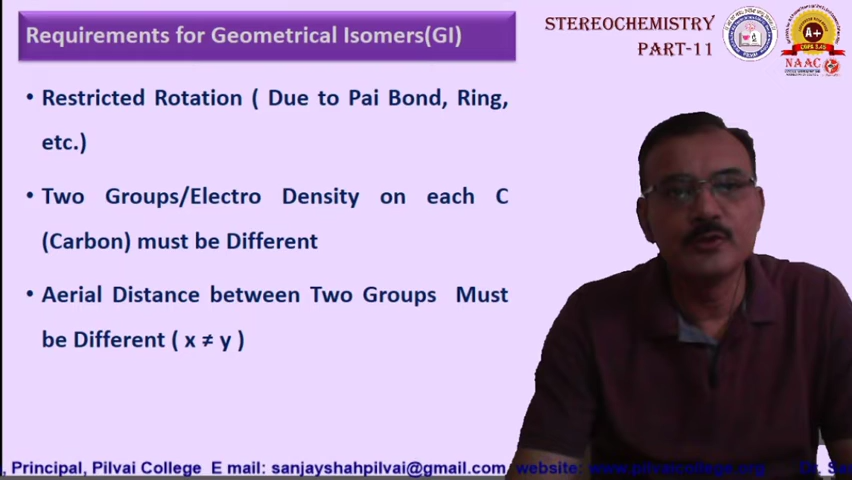 Requirements for Geometrical Isomers(GI)
STEREOCHEMISTRY
PART-11
A+
NAAC
• Restricted Rotation ( Due to Pai Bond, Ring,
etc.)
• Two Groups/Electro Density on each C
(Carbon) must be Different
• Aerial Distance between Two Groups Must
be Different ( x ≠ y )
, Principal, Pilvai College E mail: sanjayshahpilvai@gmail.com website: www.pilvaicollege.org Dr. Sa